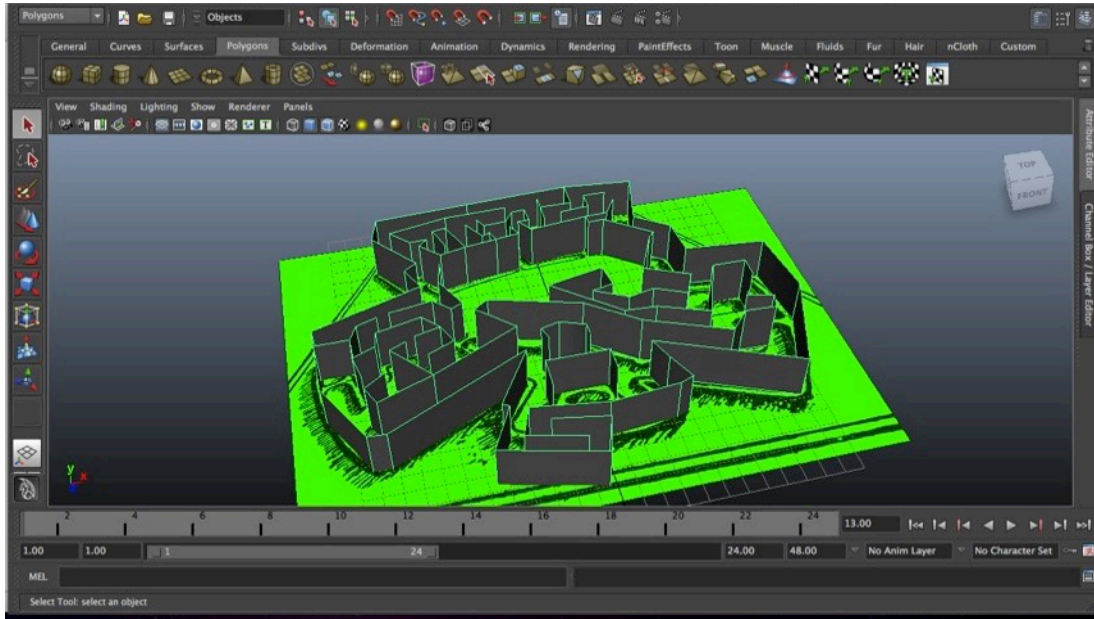 Polygons Objects
General Curves Surfaces Polygons Subdivs Deformation Animation Dynamics Rendering PaintEffects Toon Muscle Fluids Fur Hair nCloth Custom
View Shading Lighting Show Renderer Panels
TOP
FRONT
Attribute Editor
Channel Box / Layer Editor
y
x
2 4 6 8 10 12 14 16 18 20 22 24 13.00
1.00 1.00 1 24 24.00 48.00 No Anim Layer No Character Set
MEL
Select Tool: select an object